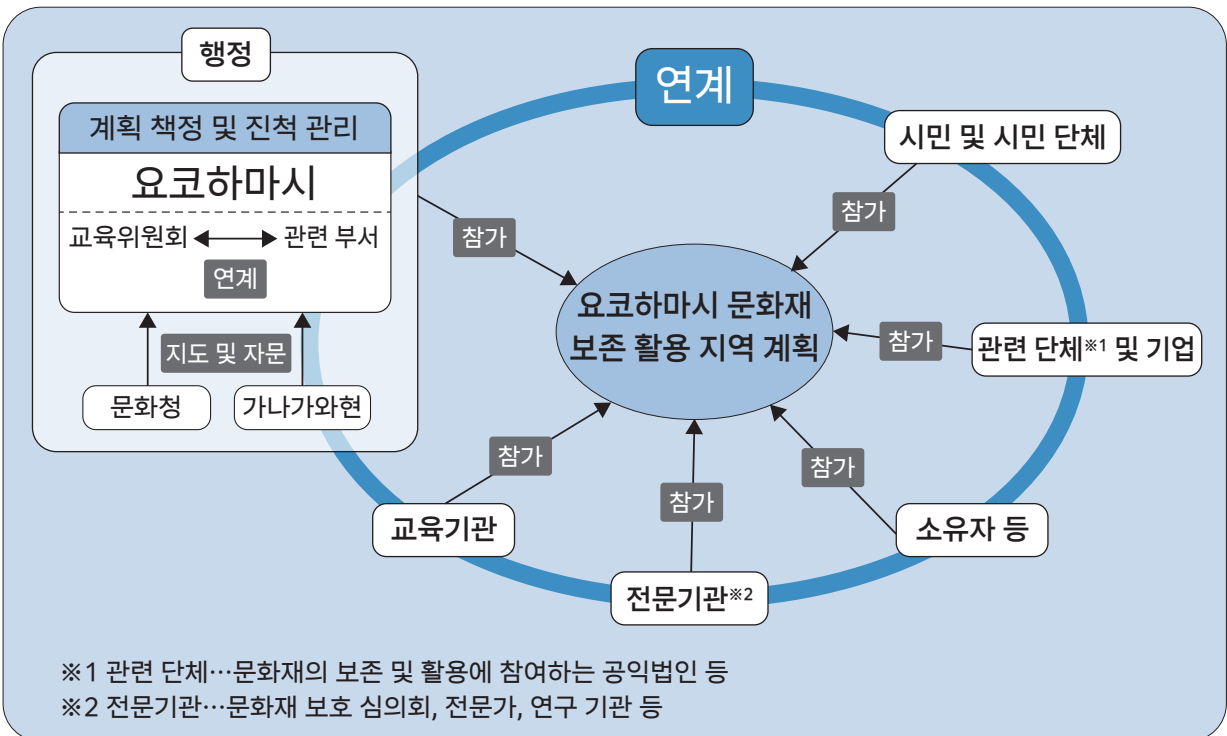 행정
계획 책정 및 진척 관리
요코하마시
교육위원회 관련 부서
연계
지도 및 자문
문화청
가나가와현
연계
시민 및 시민 단체
참가
참가
요코하마시 문화재
보존 활용 지역 계획
참가
관련 단체※1 및 기업
참가
참가
참가
교육기관
소유자 등
전문기관※2
※1 관련 단체…문화재의 보존 및 활용에 참여하는 공익법인 등
※2 전문기관…문화재 보호 심의회, 전문가, 연구 기관 등